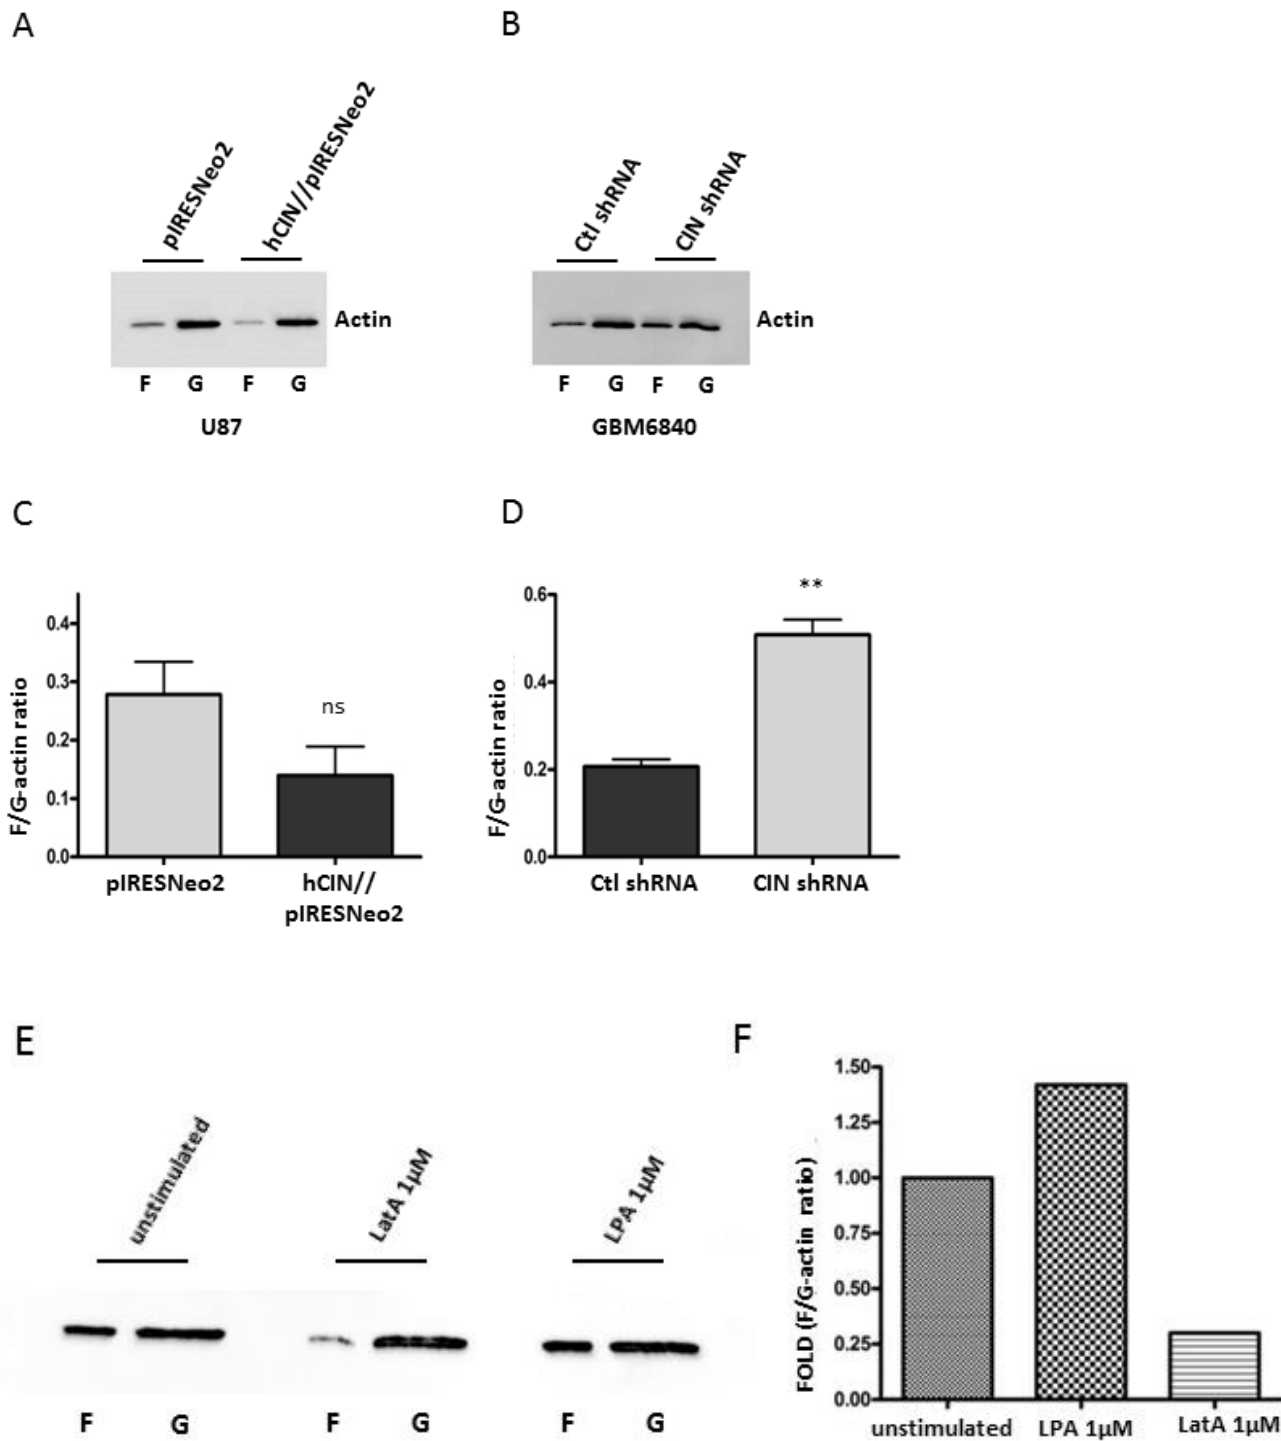 A
B
pIRESNeo2
hCIN//pIRESNeo2
Ctl shRNA
CIN shRNA
Actin
Actin
F G F G
F G F G
U87
GBM6840
C
D
F/G-actin ratio
0.4
0.3
0.2
0.1
0.0
ns
pIRESNeo2
hCIN//
pIRESNeo2
F/G-actin ratio
0.6
0.4
0.2
0.0
**
Ctl shRNA
CIN shRNA
E
F
unstimulated
LatA 1µM
LPA 1µM
F G F G F G
FOLD (F/G-actin ratio)
1.50
1.25
1.00
0.75
0.50
0.25
0.00
unstimulated
LPA 1µM
LatA 1µM